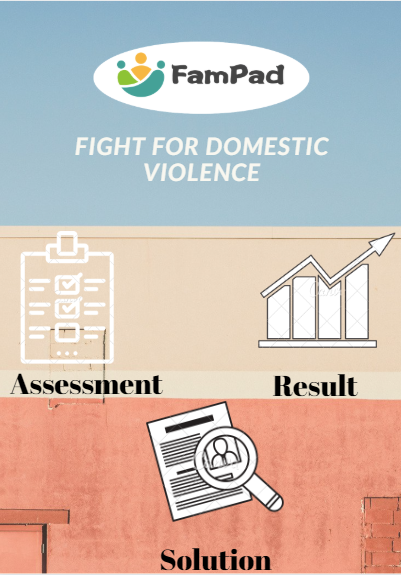 FamPad
FIGHT FOR DOMESTIC
VIOLENCE
Assessment
Result
Solution